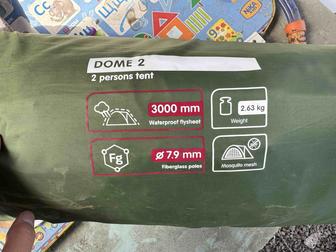 DOME 2
2 persons tent
3000 mm
Waterproof flysheet
2.63 kg
Weight
Fg
Ø 7.9 mm
Fiberglass poles
Mosquito mesh